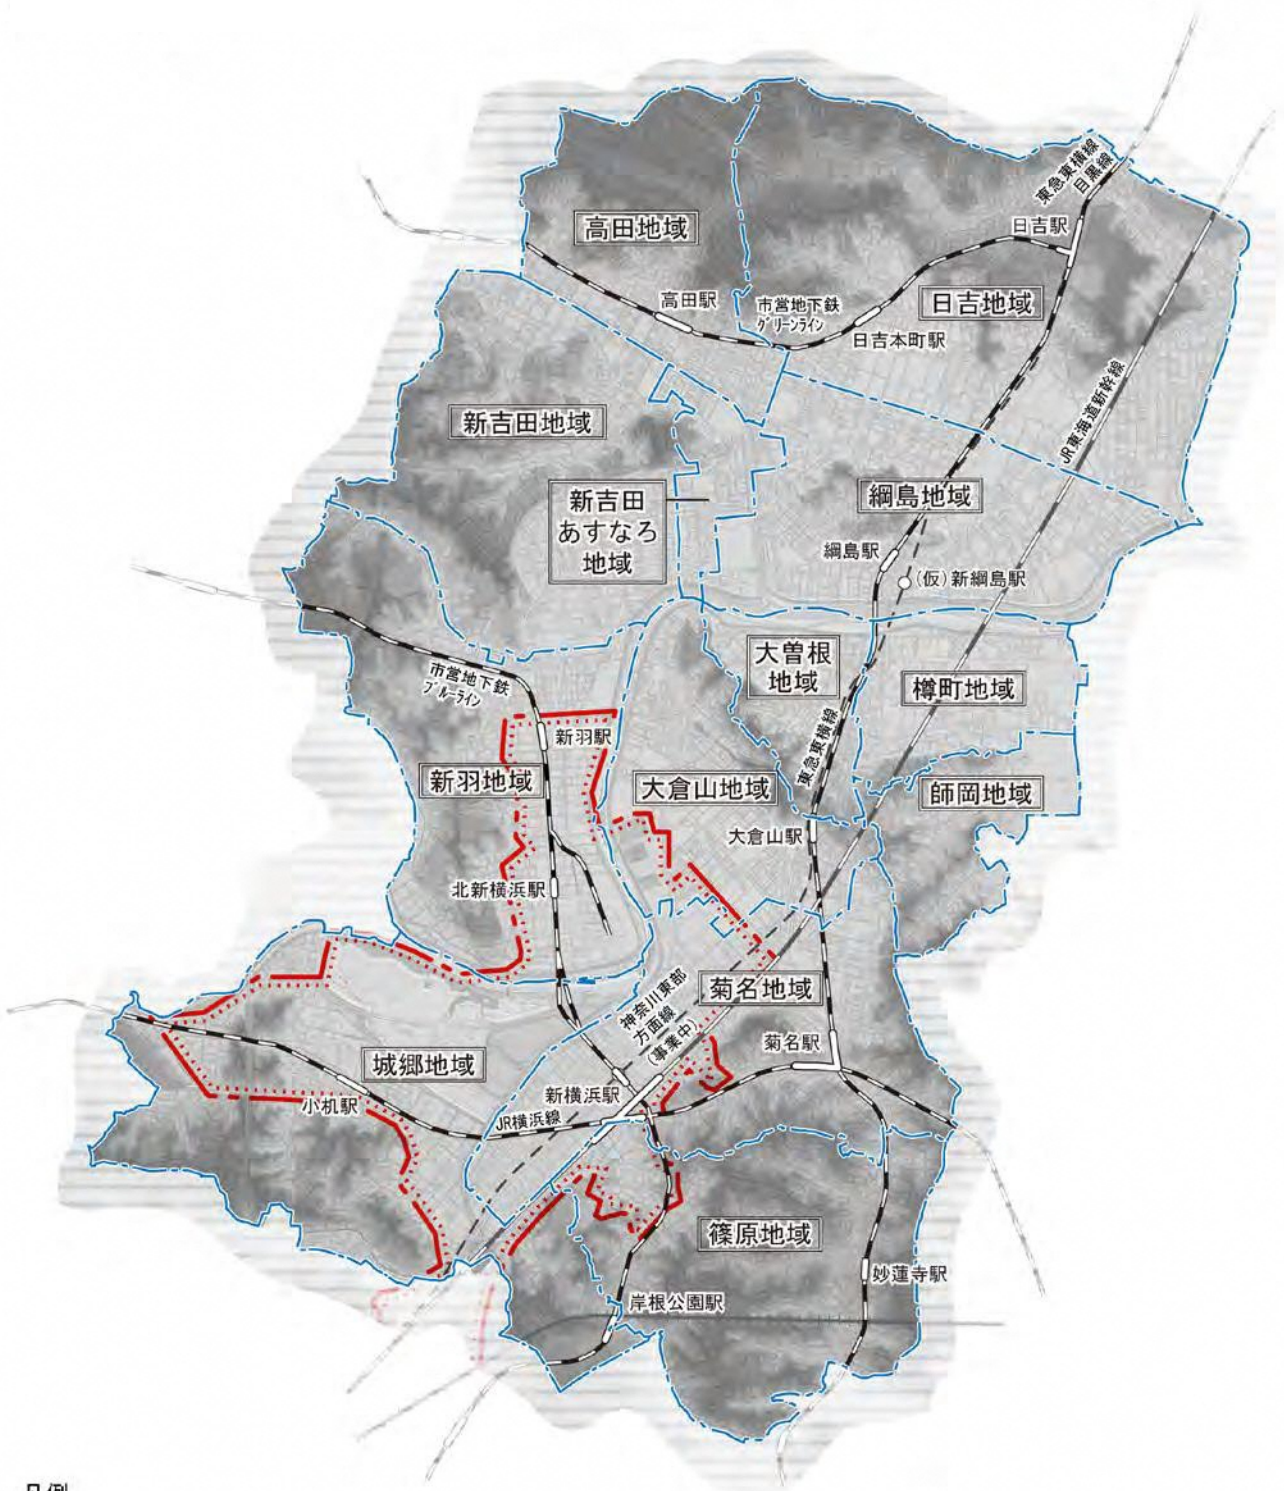 東急東横線
目黒線
日吉駅
高田地域
高田駅
市営地下鉄
グリーンライン
日吉地域
日吉本町駅
JR東海道新幹線
新吉田地域
新吉田
あすなろ
地域
綱島地域
綱島駅
(仮)新綱島駅
大曽根
地域
樽町地域
市営地下鉄
ブルーライン
新羽駅
東急東横線
新羽地域
大倉山地域
師岡地域
大倉山駅
北新横浜駅
神奈川東部
方面線
(事業中)
菊名地域
菊名駅
城郷地域
新横浜駅
小机駅
JR横浜線
篠原地域
妙蓮寺駅
岸根公園駅